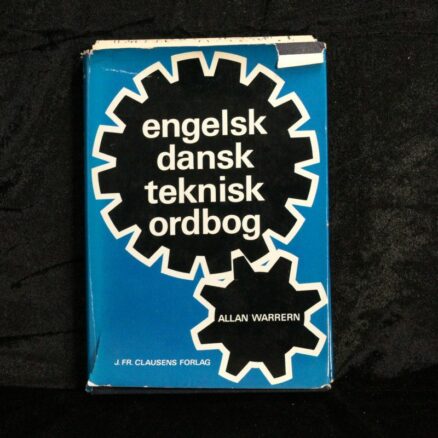 engelsk
dansk
teknisk
ordbog
ALLAN WARRERN
J. FR. CLAUSENS FORLAG